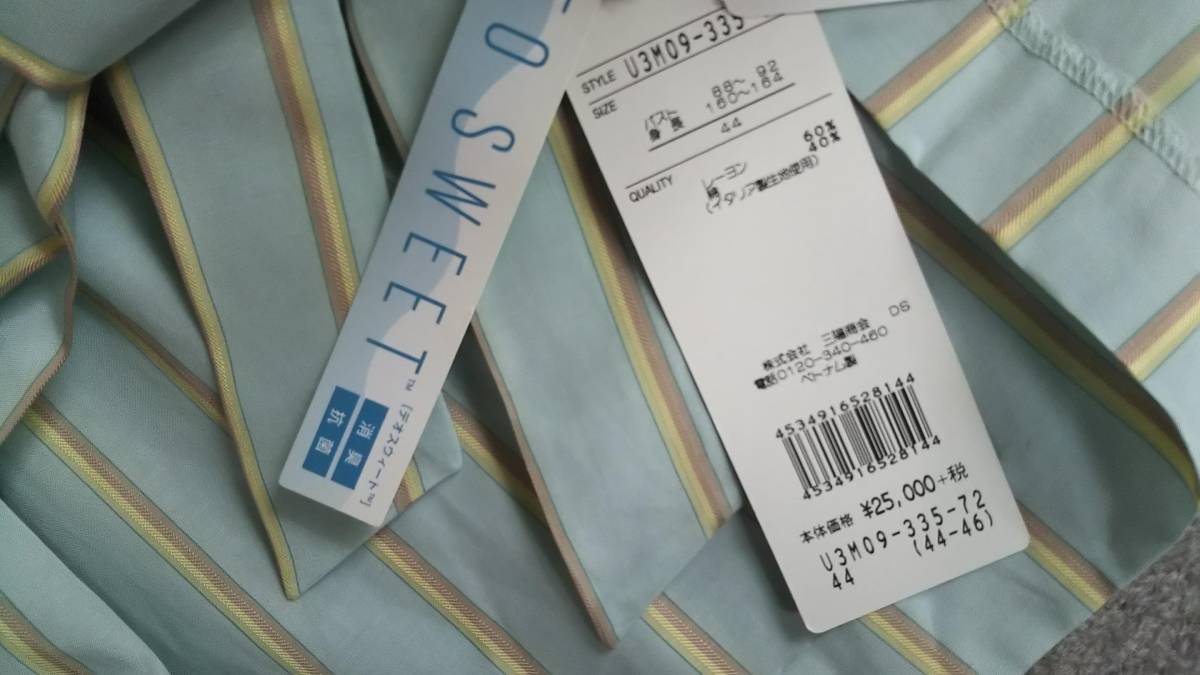 O SWEET™
[デオスウィート™]
消臭
抗菌
STYLE U3M09-335
SIZE
バスト 88〜92
身長 160〜164
44
QUALITY
レーヨン 60%
綿 40%
(イタリア製生地使用)
株式会社 三陽商会 DS
電話0120-340-460
ベトナム製
4534916528144
4534916528144
本体価格 ¥25,000+税
U3M09-335-72
44 (44-46)